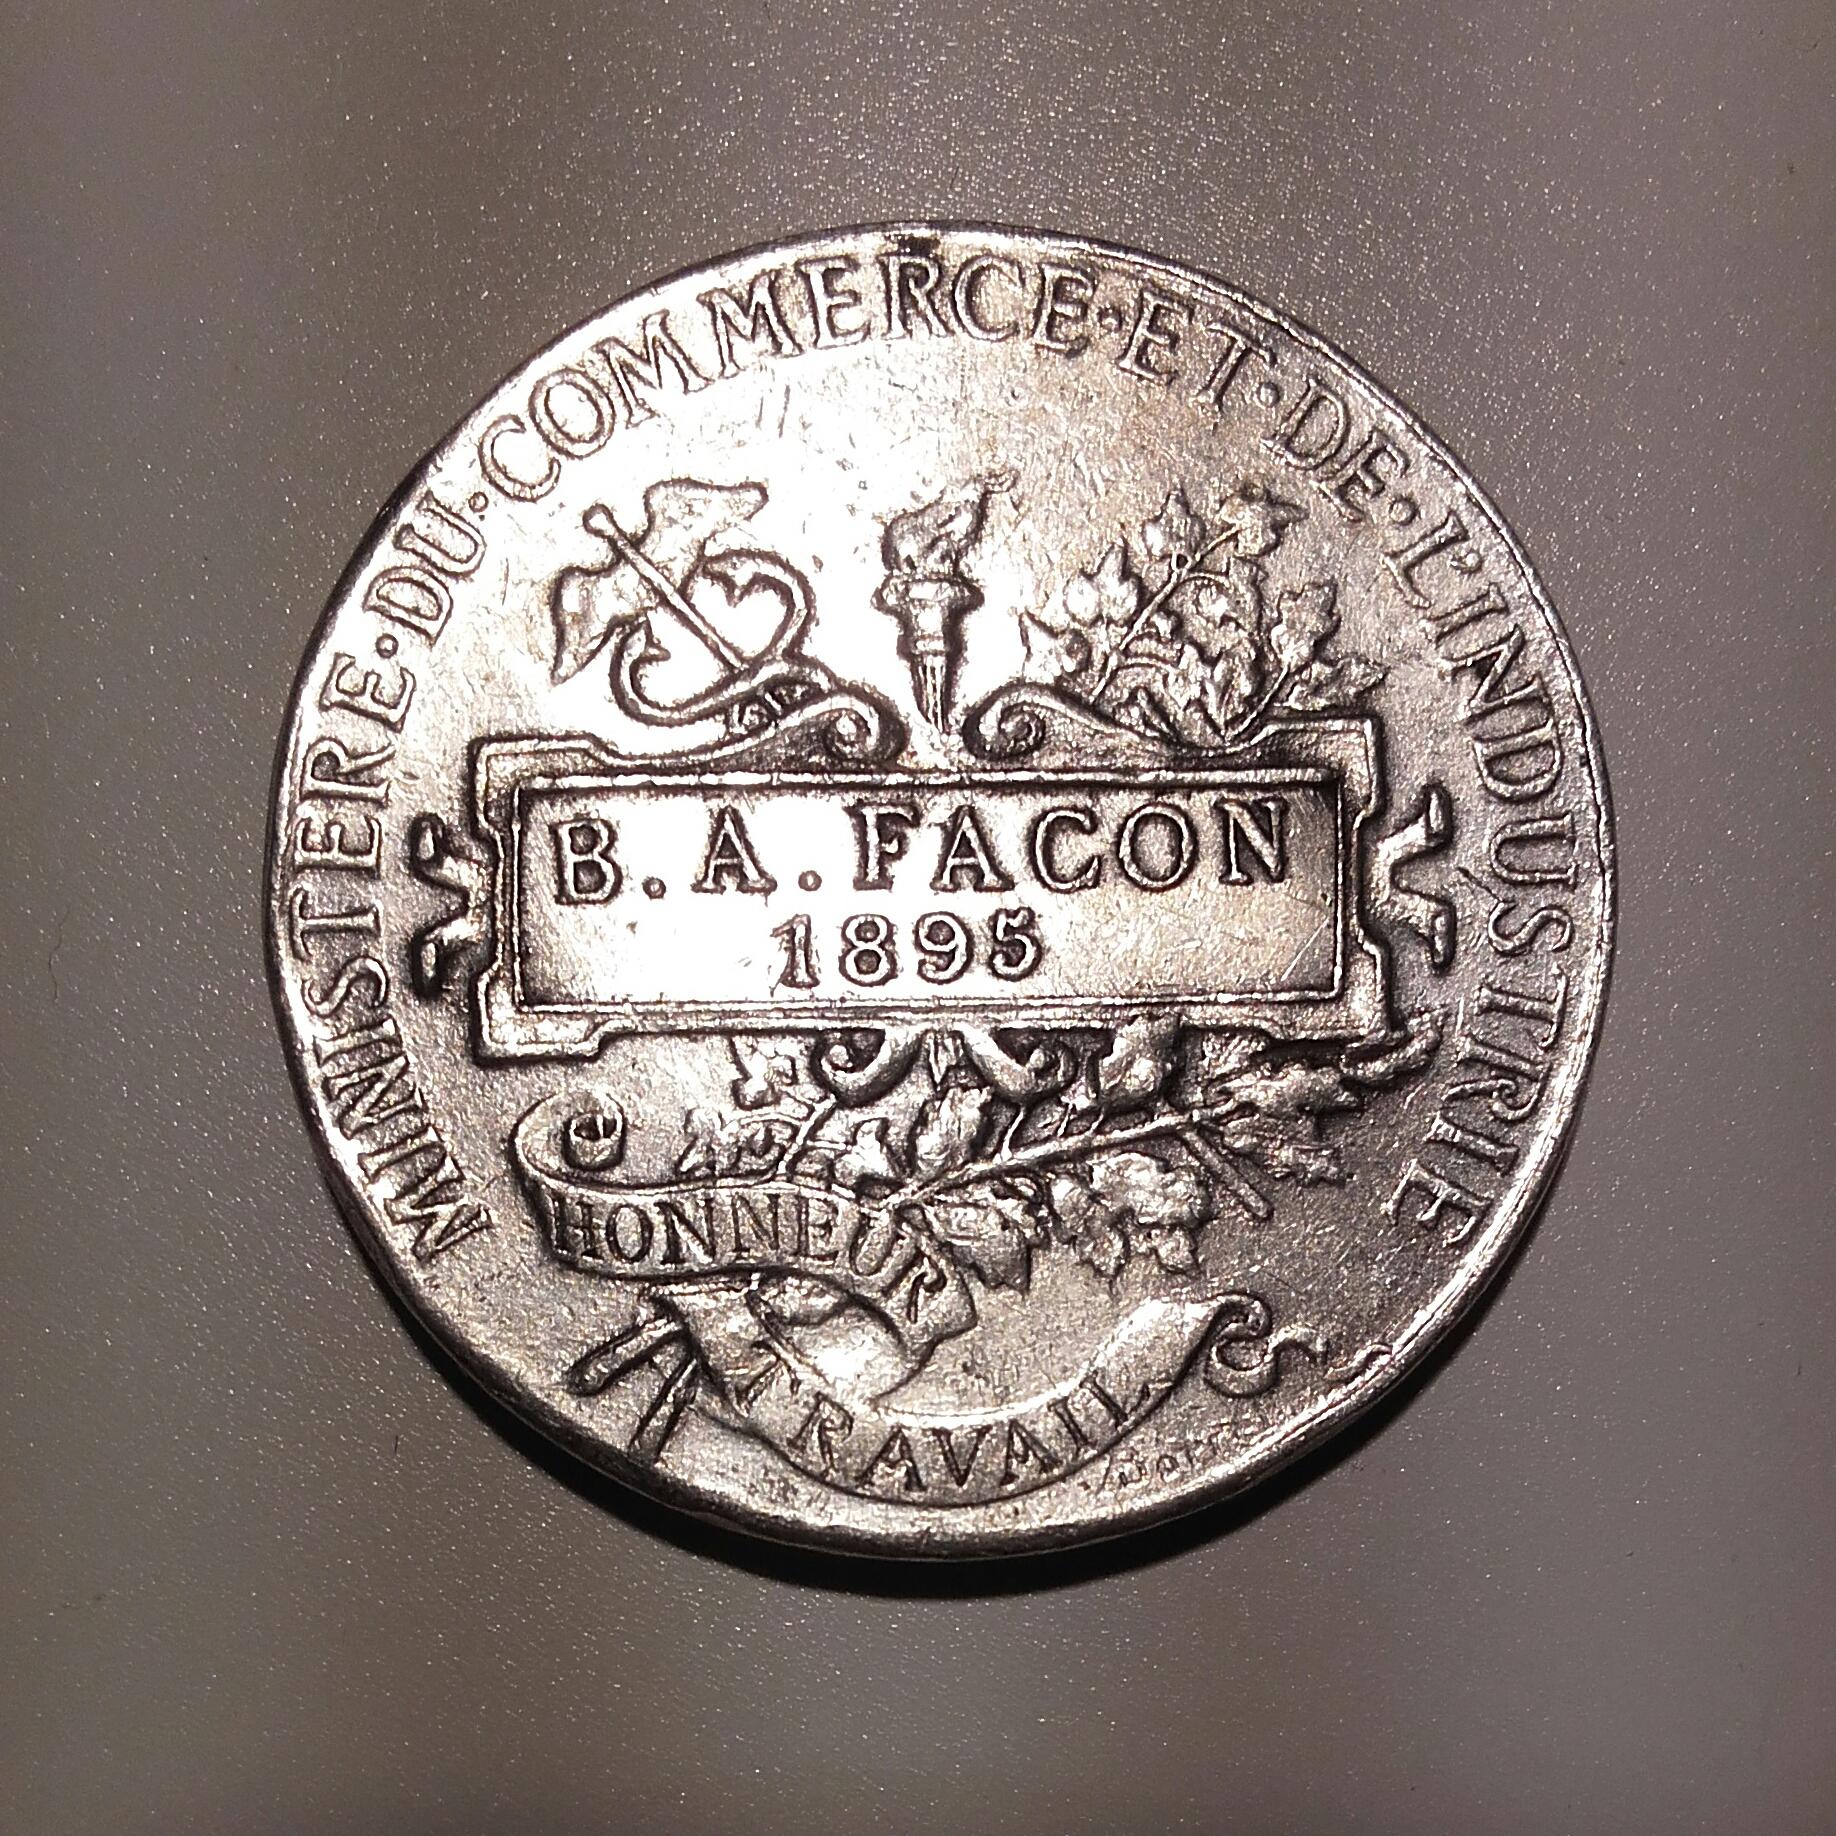 MINISTERE·DU·COMMERCE·ET·DE·L'INDUSTRIE
B. A. FACON
1895
HONNEUR
TRAVAIL